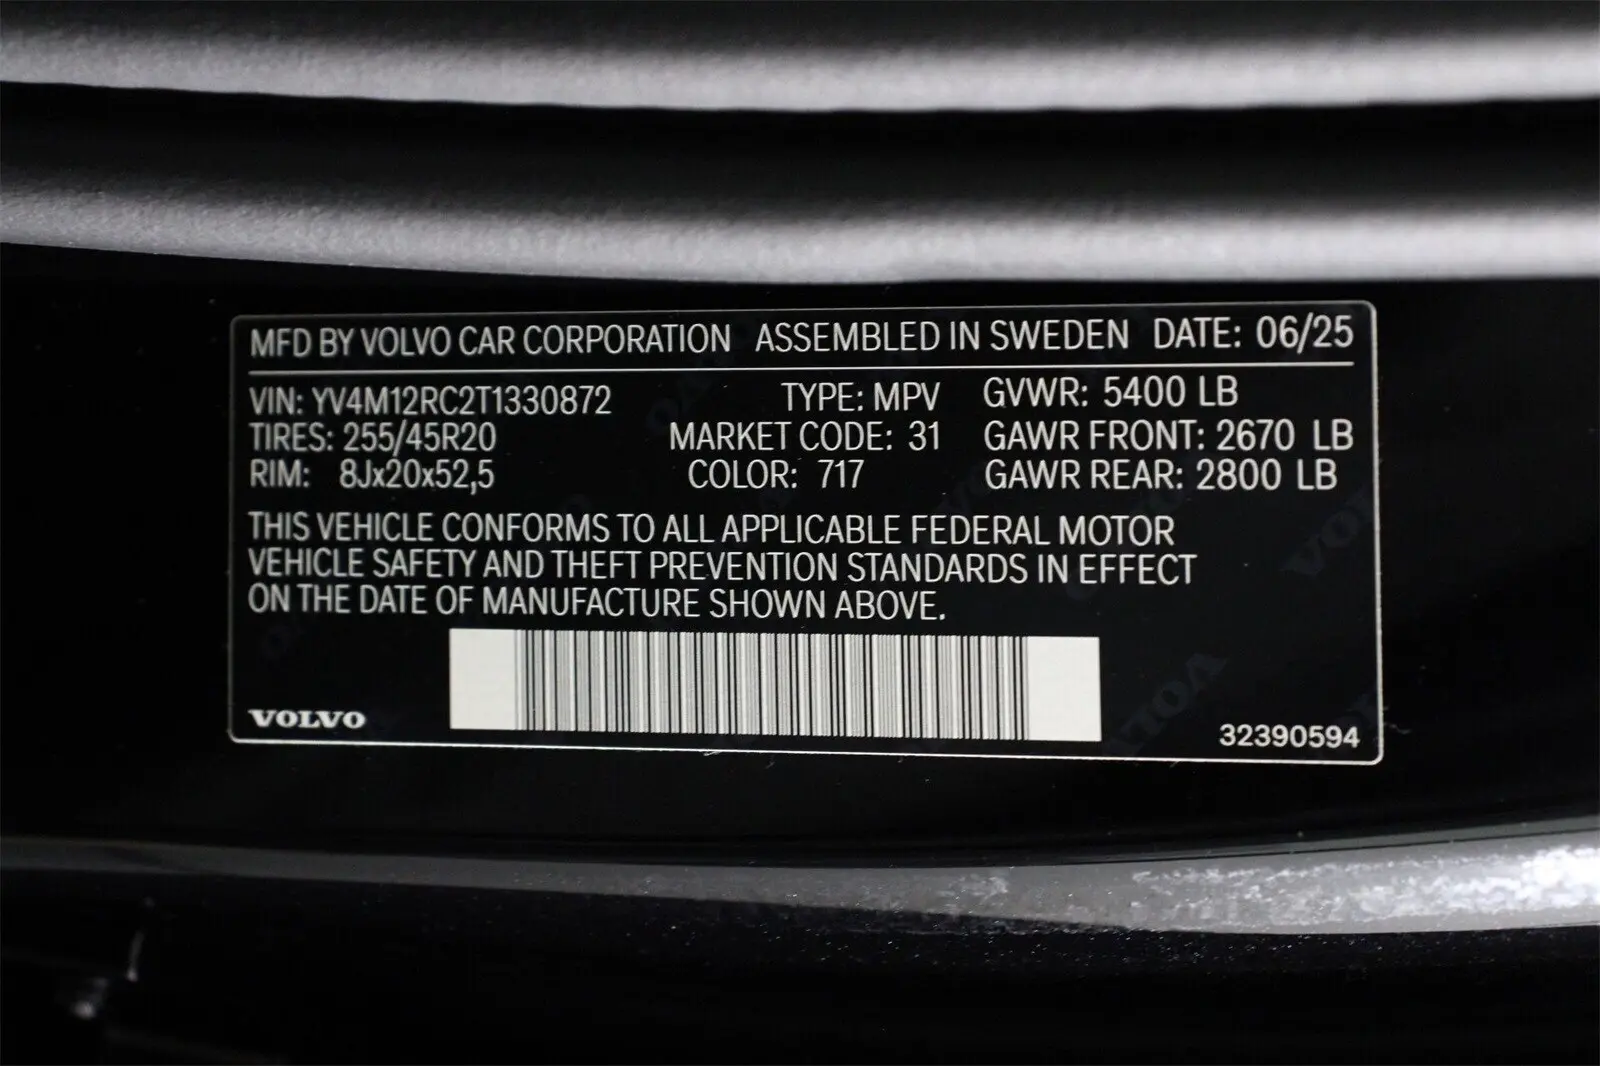 MFD BY VOLVO CAR CORPORATION ASSEMBLED IN SWEDEN DATE: 06/25
VIN: YV4M12RC2T1330872 TYPE: MPV GVWR: 5400 LB
TIRES: 255/45R20 MARKET CODE: 31 GAWR FRONT: 2670 LB
RIM: 8Jx20x52,5 COLOR: 717 GAWR REAR: 2800 LB
THIS VEHICLE CONFORMS TO ALL APPLICABLE FEDERAL MOTOR
VEHICLE SAFETY AND THEFT PREVENTION STANDARDS IN EFFECT
ON THE DATE OF MANUFACTURE SHOWN ABOVE.
VOLVO 32390594